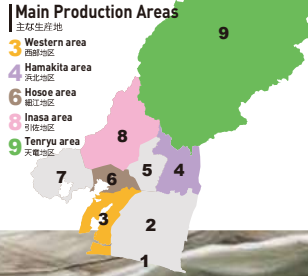 Main Production Areas
主な生産地
3 Western area
西部地区
4 Hamakita area
浜北地区
6 Hosoe area
細江地区
8 Inasa area
引佐地区
9 Tenryu area
天竜地区
9
8
7
6
5
4
3
2
1